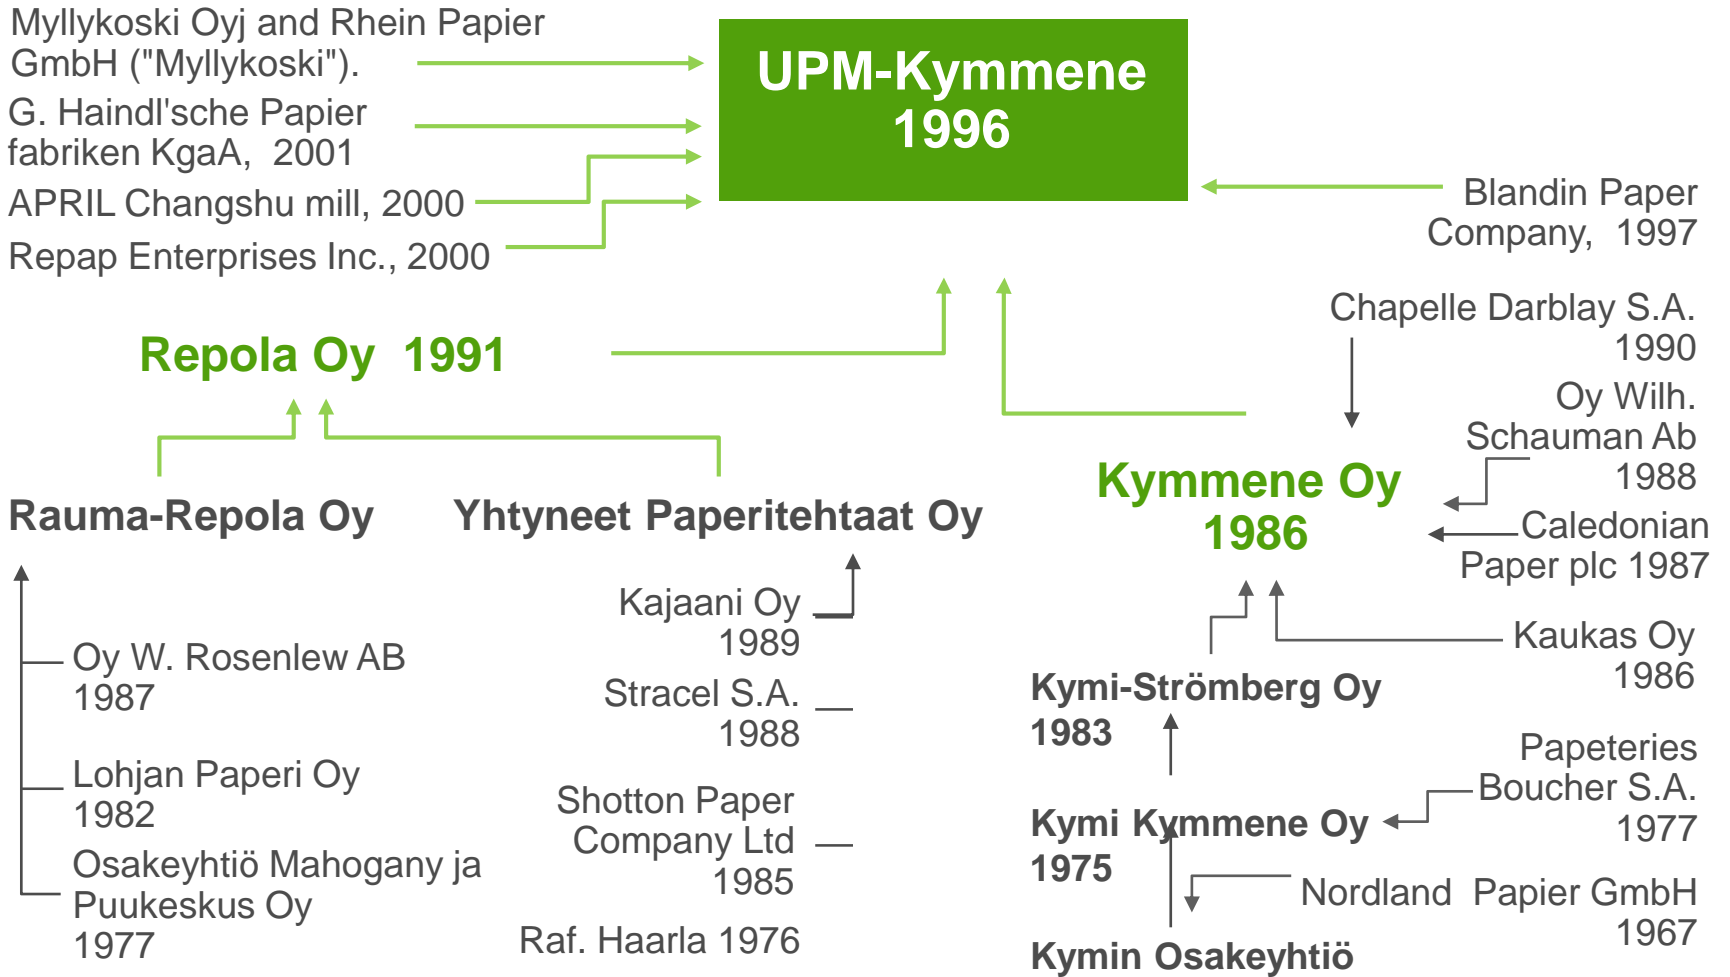 Myllykoski Oyj and Rhein Papier
GmbH ("Myllykoski").
G. Haindl'sche Papier
fabriken KgaA,  2001
APRIL Changshu mill, 2000
Repap Enterprises Inc., 2000
UPM-Kymmene
1996
Blandin Paper
Company,  1997
Repola Oy  1991
Chapelle Darblay S.A.
1990
Oy Wilh.
Schauman Ab
1988
Kymmene Oy
1986
Caledonian
Paper plc 1987
Rauma-Repola Oy
Yhtyneet Paperitehtaat Oy
Oy W. Rosenlew AB
1987
Lohjan Paperi Oy
1982
Osakeyhtiö Mahogany ja
Puukeskus Oy
1977
Kajaani Oy
1989
Stracel S.A.
1988
Shotton Paper
Company Ltd
1985
Raf. Haarla 1976
Kaukas Oy
1986
Kymi-Strömberg Oy
1983
Papeteries
Boucher S.A.
1977
Kymi Kymmene Oy
1975
Nordland  Papier GmbH
1967
Kymin Osakeyhtiö